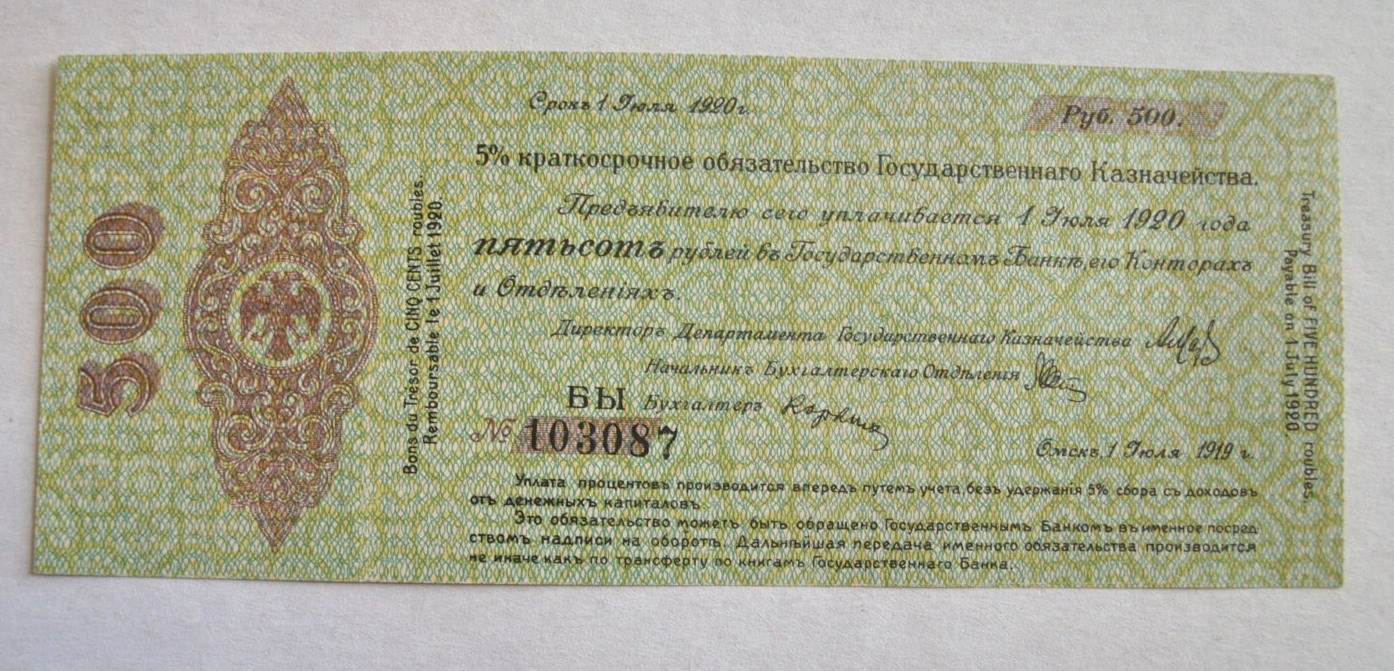 500
Bons du Trésor de CINQ CENTS roubles.
Remboursable le 1 Juillet 1920.
Срокъ 1 Іюля 1920 г.
Руб. 500.
5% краткосрочное обязательство Государственнаго Казначейства.
Предъявителю сего уплачивается 1 Іюля 1920 года
пятьсотъ рублей въ Государственномъ Банкѣ, его Конторахъ
и Отдѣленіяхъ.
Директоръ Департамента Государственнаго Казначейства
Начальникъ Бухгалтерскаго Отдѣленія
БЫ Бухгалтеръ
№ 103087
Омскъ, 1 Іюля 1919 г.
Уплата процентовъ производится впередъ путемъ учета, безъ удержанія 5% сбора съ доходовъ
отъ денежныхъ капиталовъ.
Это обязательство можетъ быть обращено Государственнымъ Банкомъ въ именное посред
ствомъ надписи на оборотѣ. Дальнѣйшая передача именного обязательства производится
не иначе какъ по трансферту по книгамъ Государственнаго Банка.
Treasury Bill of FIVE HUNDRED roubles.
Payable on 1 July 1920.